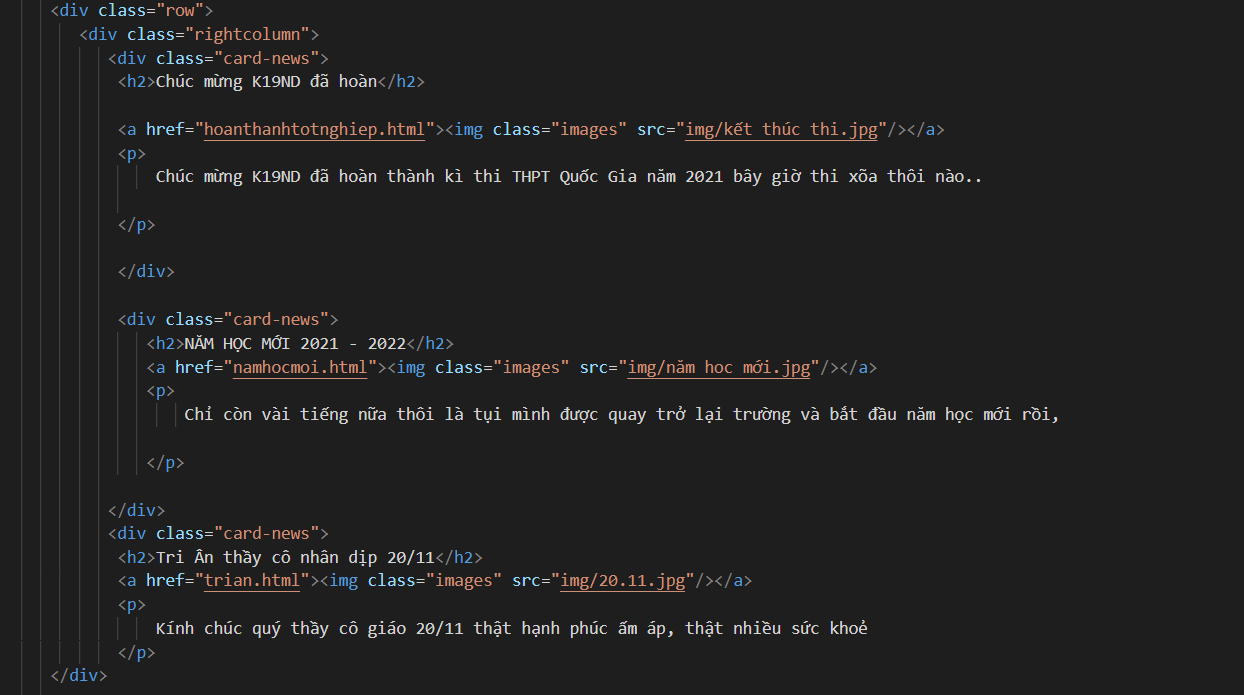 <div class="row">
<div class="rightcolumn">
<div class="card-news">
<h2>Chúc mừng K19ND đã hoàn</h2>
<a href="hoanthanhtotnghiep.html"><img class="images" src="img/kết thúc thi.jpg"/></a>
<p>
Chúc mừng K19ND đã hoàn thành kì thi THPT Quốc Gia năm 2021 bây giờ thi xõa thôi nào..
</p>
</div>
<div class="card-news">
<h2>NĂM HỌC MỚI 2021 - 2022</h2>
<a href="namhocmoi.html"><img class="images" src="img/năm hoc mới.jpg"/></a>
<p>
Chỉ còn vài tiếng nữa thôi là tụi mình được quay trở lại trường và bắt đầu năm học mới rồi,
</p>
</div>
<div class="card-news">
<h2>Tri Ân thầy cô nhân dịp 20/11</h2>
<a href="trian.html"><img class="images" src="img/20.11.jpg"/></a>
<p>
Kính chúc quý thầy cô giáo 20/11 thật hạnh phúc ấm áp, thật nhiều sức khoẻ
</p>
</div>